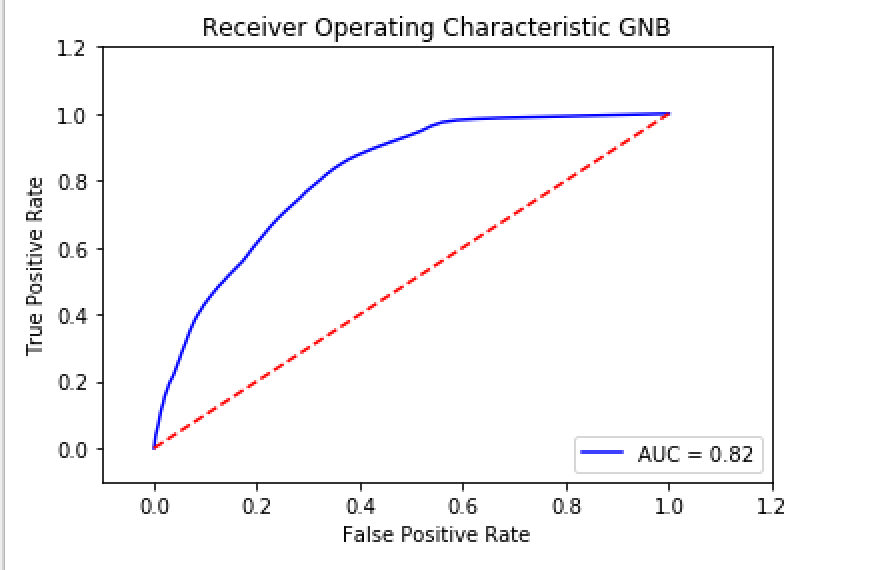 Receiver Operating Characteristic GNB
1.2
1.0
0.8
0.6
0.4
0.2
0.0
True Positive Rate
AUC = 0.82
0.0 0.2 0.4 0.6 0.8 1.0 1.2
False Positive Rate